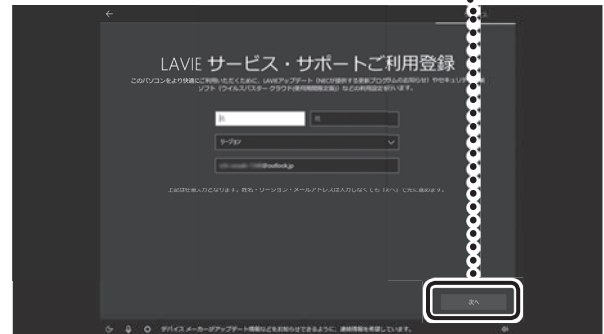 LAVIE サービス・サポートご利用登録
このパソコンをより快適にご利用いただくために、LAVIEアップデート（NECが提供する更新プログラムのお知らせ）やセキュリティ
ソフト（ウイルスバスター クラウド(使用期間限定版)）などの利用設定を行います。
名
姓
リージョン
@outlook.jp
上記は任意入力となります。姓名・リージョン・メールアドレスは入力しなくても「次へ」で先に進めます。
次へ
デバイス メーカーがアップデート情報などをお知らせできるように、連絡情報を希望しています。